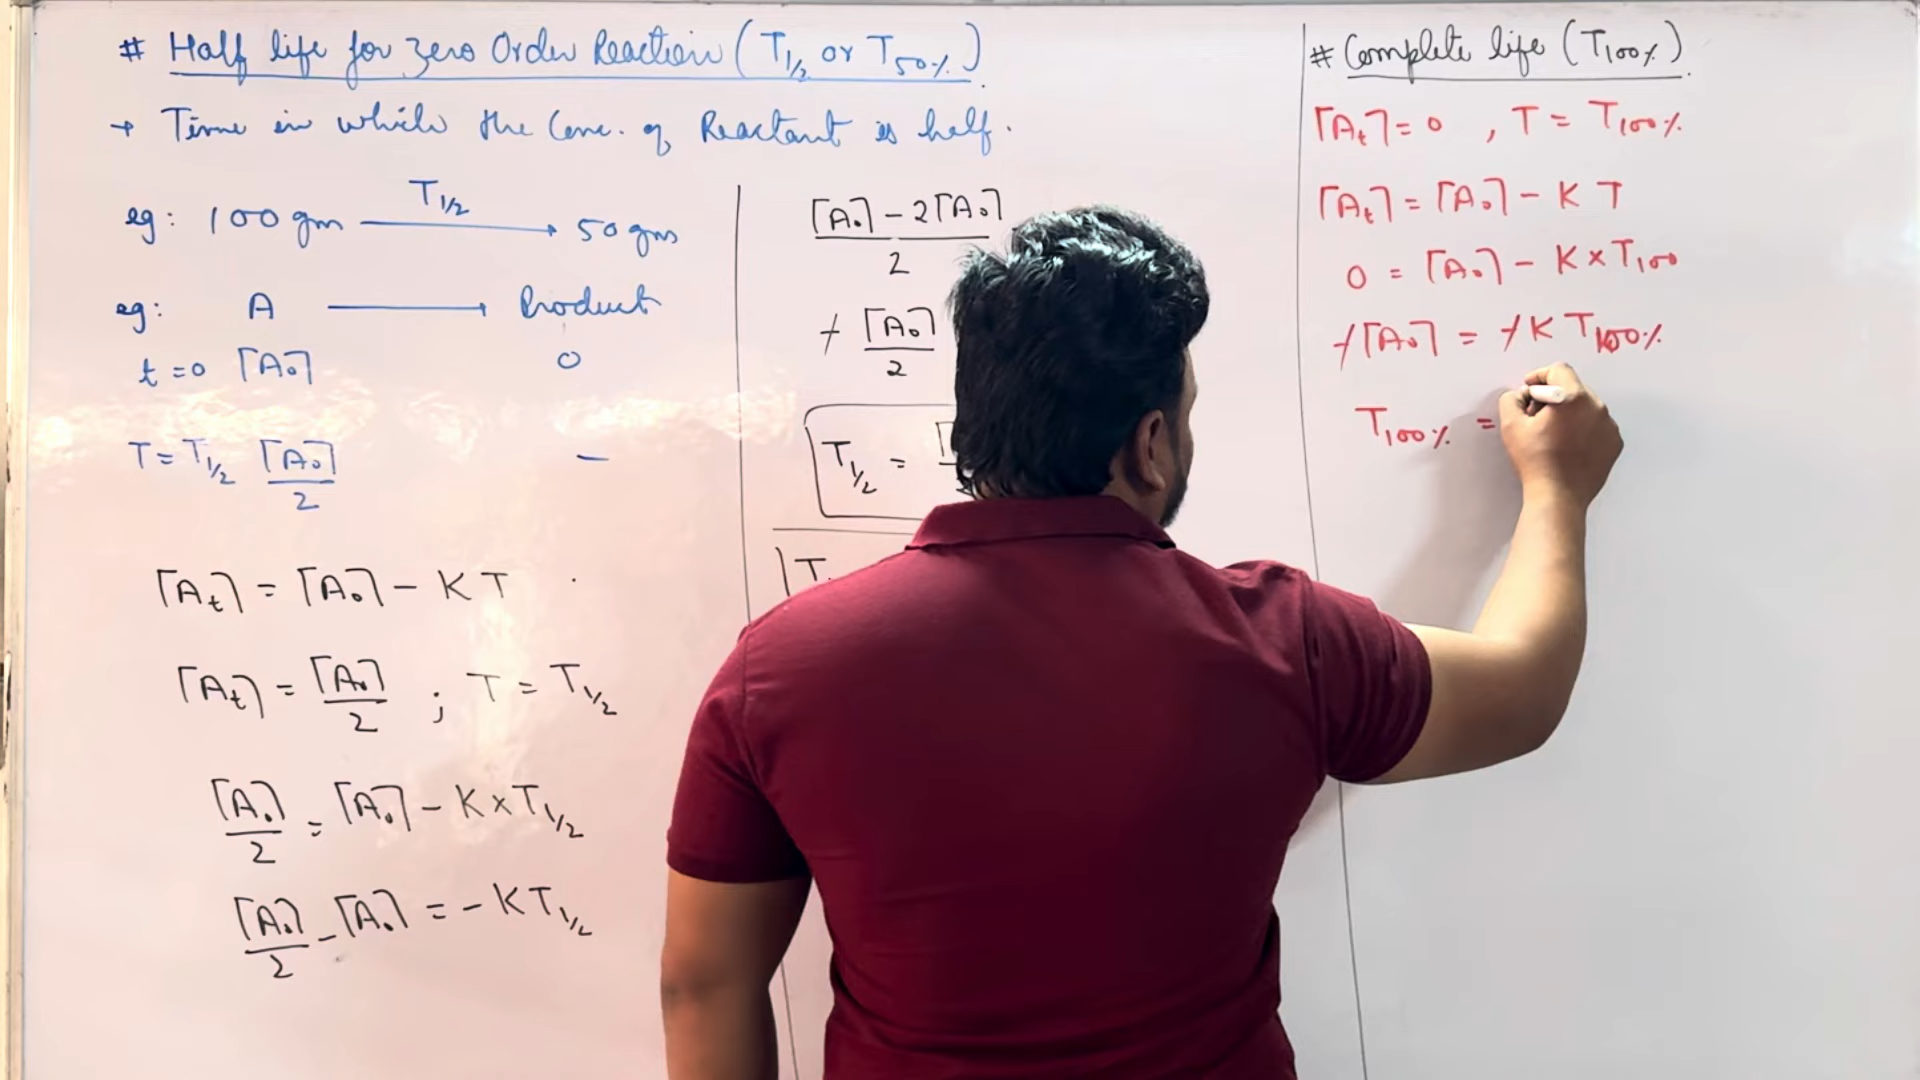 # Half life for zero Order Reaction (T1/2 or T50%)
→ Time in which the Conc. of Reactant is half.
eg: 100 gm —T1/2→ 50 gms
eg: A ⟶ Product
t=0 [A₀] 0
T = T1/2 [A₀]/2 —
[At] = [A₀] - KT
[At] = [A₀]/2 ; T = T1/2
[A₀]/2 = [A₀] - K×T1/2
[A₀]/2 - [A₀] = -KT1/2
[A₀] - 2[A₀]
2
[A₀]/2
T1/2 =
T
# Complete life (T100%)
[At] = 0 , T = T100%
[At] = [A₀] - KT
0 = [A₀] - K×T100
-[A₀] = -KT100%
T100% =